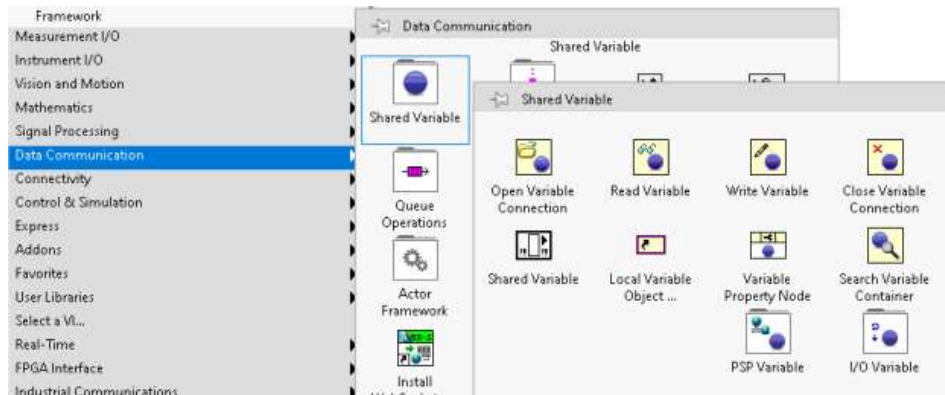 Framework
Measurement I/O
Instrument I/O
Vision and Motion
Mathematics
Signal Processing
Data Communication
Connectivity
Control & Simulation
Express
Addons
Favorites
User Libraries
Select a VI...
Real-Time
FPGA Interface
Industrial Communications
Data Communication
Shared Variable
Shared Variable
Queue
Operations
Actor
Framework
Install
Shared Variable
Open Variable
Connection
Read Variable
Write Variable
Close Variable
Connection
Shared Variable
Local Variable
Object ...
Variable
Property Node
Search Variable
Container
PSP Variable
I/O Variable